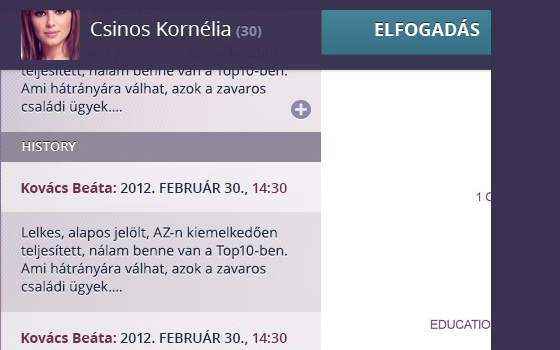 Csinos Kornélia (30)
ELFOGADÁS
teljesített, nálam benne van a Top10-ben.
Ami hátrányára válhat, azok a zavaros
családi ügyek....
HISTORY
Kovács Beáta: 2012. FEBRUÁR 30., 14:30
1
Lelkes, alapos jelölt, AZ-n kiemelkedően
teljesített, nálam benne van a Top10-ben.
Ami hátrányára válhat, azok a zavaros
családi ügyek....
EDUCATIO
Kovács Beáta: 2012. FEBRUÁR 30., 14:30